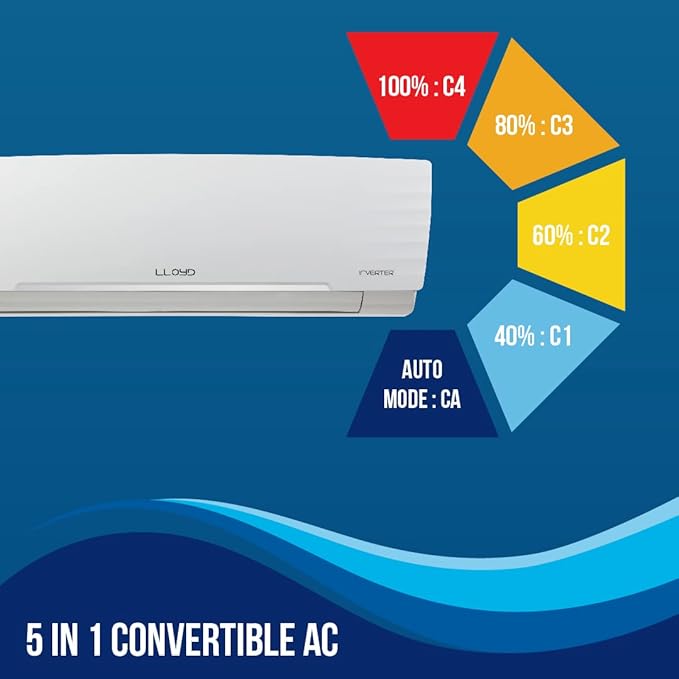 100% : C4
80% : C3
60% : C2
LLOYD
INVERTER
40% : C1
AUTO
MODE : CA
5 IN 1 CONVERTIBLE AC